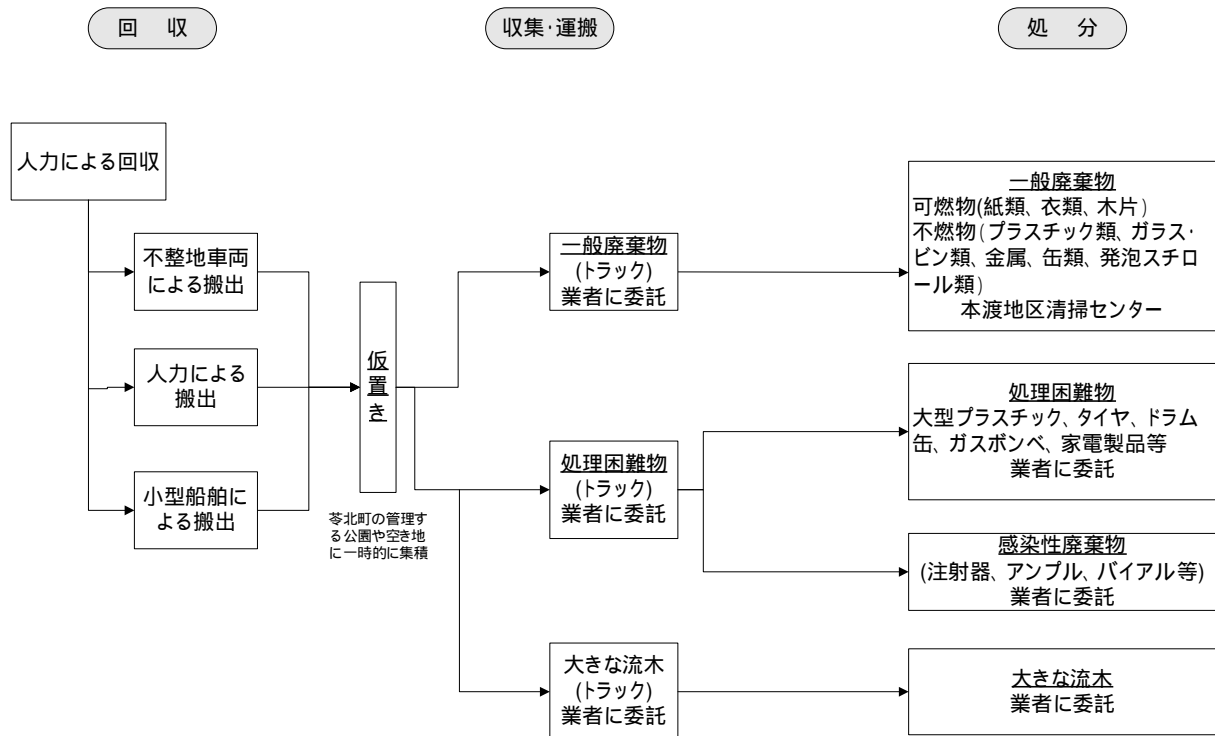 回 収
収集・運搬
処 分
人力による回収
不整地車両
による搬出
人力による
搬出
小型船舶に
よる搬出
仮置き
苓北町の管理す
る公園や空き地
に一時的に集積
一般廃棄物
(トラック)
業者に委託
処理困難物
(トラック)
業者に委託
大きな流木
(トラック)
業者に委託
一般廃棄物
可燃物(紙類、衣類、木片)
不燃物(プラスチック類、ガラス・
ビン類、金属、缶類、発泡スチロ
ール類)
本渡地区清掃センター
処理困難物
大型プラスチック、タイヤ、ドラム
缶、ガスボンベ、家電製品等
業者に委託
感染性廃棄物
(注射器、アンプル、バイアル等)
業者に委託
大きな流木
業者に委託